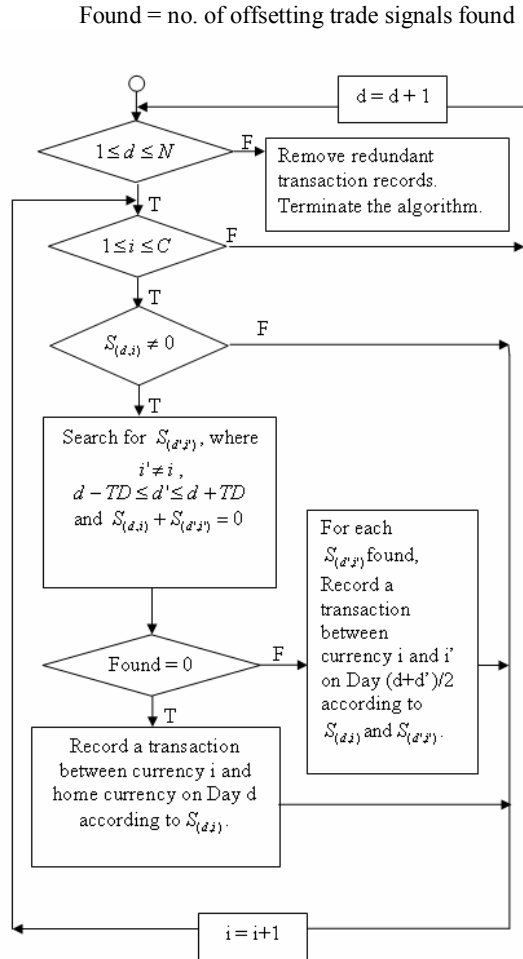 Found = no. of offsetting trade signals found
d = d + 1
1 ≤ d ≤ N
F
Remove redundant
transaction records.
Terminate the algorithm.
T
1 ≤ i ≤ C
F
T
S(d,i) ≠ 0
F
T
Search for S(d',i'), where
i' ≠ i ,
d − TD ≤ d' ≤ d + TD
and S(d,i) + S(d',i') = 0
For each
S(d',i') found,
Record a
transaction
between
currency i and i'
on Day (d+d')/2
according to
S(d,i) and S(d',i').
Found = 0
F
T
Record a transaction
between currency i and
home currency on Day d
according to S(d,i).
i = i+1